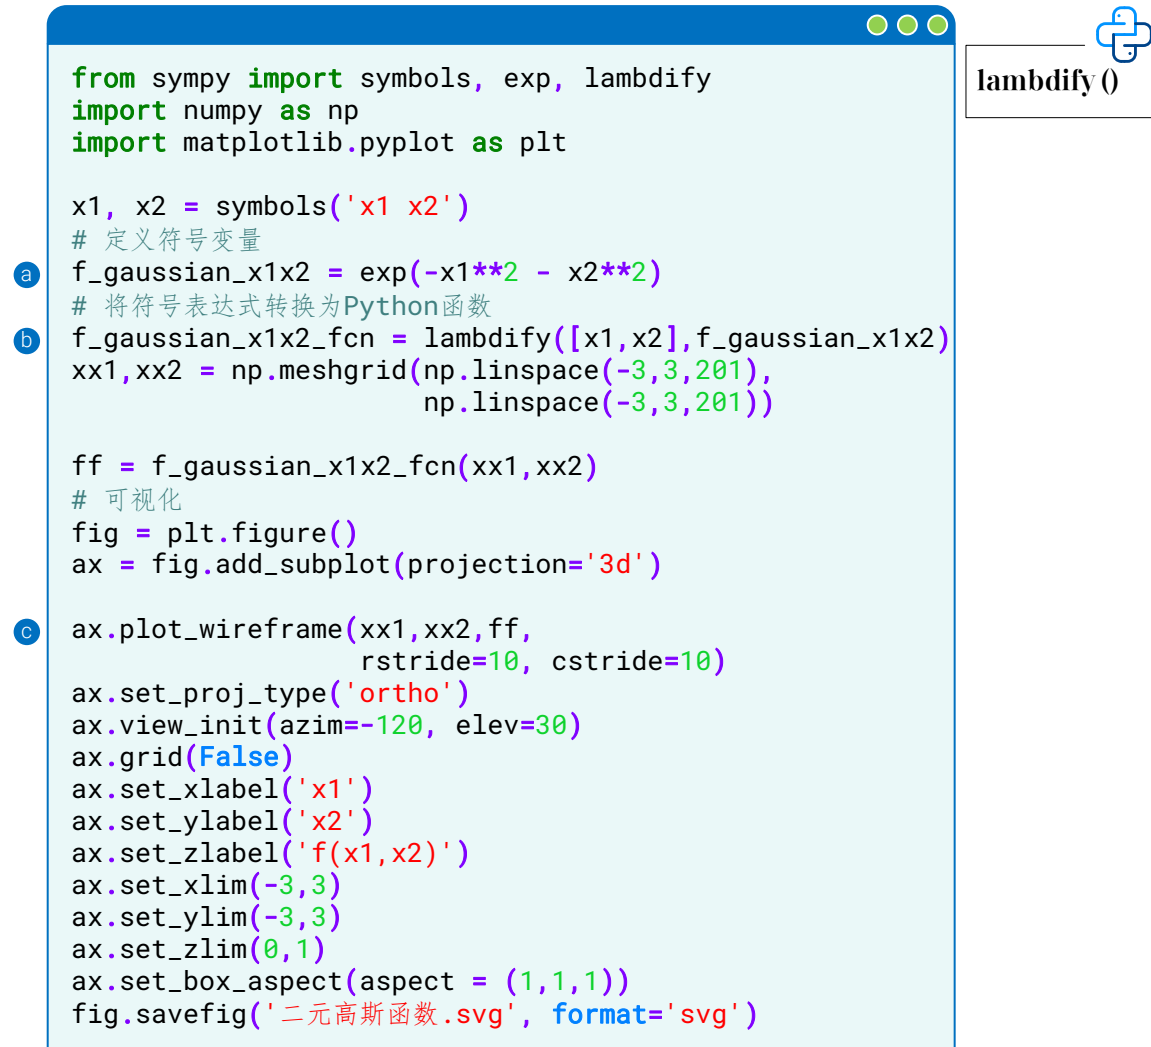 from sympy import symbols, exp, lambdify
import numpy as np
import matplotlib.pyplot as plt
lambdify ()
x1, x2 = symbols('x1 x2')
# 定义符号变量
a f_gaussian_x1x2 = exp(-x1**2 - x2**2)
# 将符号表达式转换为Python函数
b f_gaussian_x1x2_fcn = lambdify([x1,x2],f_gaussian_x1x2)
xx1,xx2 = np.meshgrid(np.linspace(-3,3,201),
np.linspace(-3,3,201))
ff = f_gaussian_x1x2_fcn(xx1,xx2)
# 可视化
fig = plt.figure()
ax = fig.add_subplot(projection='3d')
c ax.plot_wireframe(xx1,xx2,ff,
rstride=10, cstride=10)
ax.set_proj_type('ortho')
ax.view_init(azim=-120, elev=30)
ax.grid(False)
ax.set_xlabel('x1')
ax.set_ylabel('x2')
ax.set_zlabel('f(x1,x2)')
ax.set_xlim(-3,3)
ax.set_ylim(-3,3)
ax.set_zlim(0,1)
ax.set_box_aspect(aspect = (1,1,1))
fig.savefig('二元高斯函数.svg', format='svg')